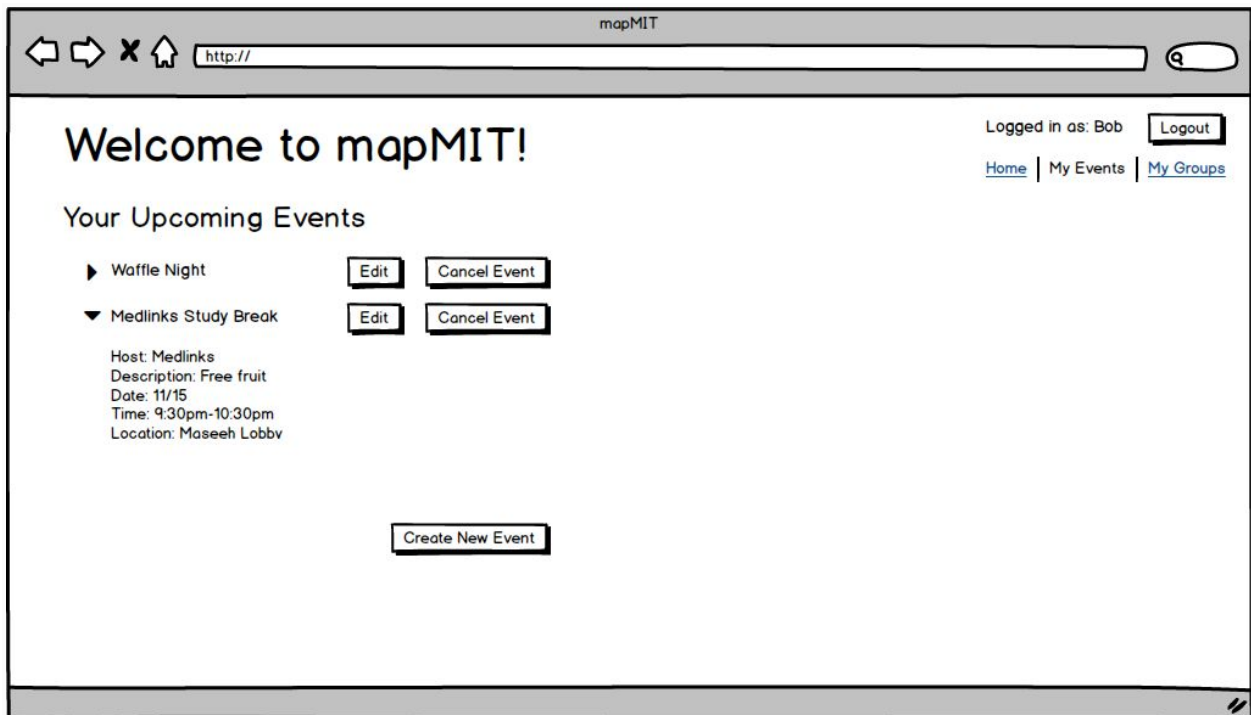 mapMIT
http://
Welcome to mapMIT!
Logged in as: Bob Logout
Home My Events My Groups
Your Upcoming Events
Waffle Night Edit Cancel Event
Medlinks Study Break Edit Cancel Event
Host: Medlinks
Description: Free fruit
Date: 11/15
Time: 9:30pm-10:30pm
Location: Maseeh Lobby
Create New Event